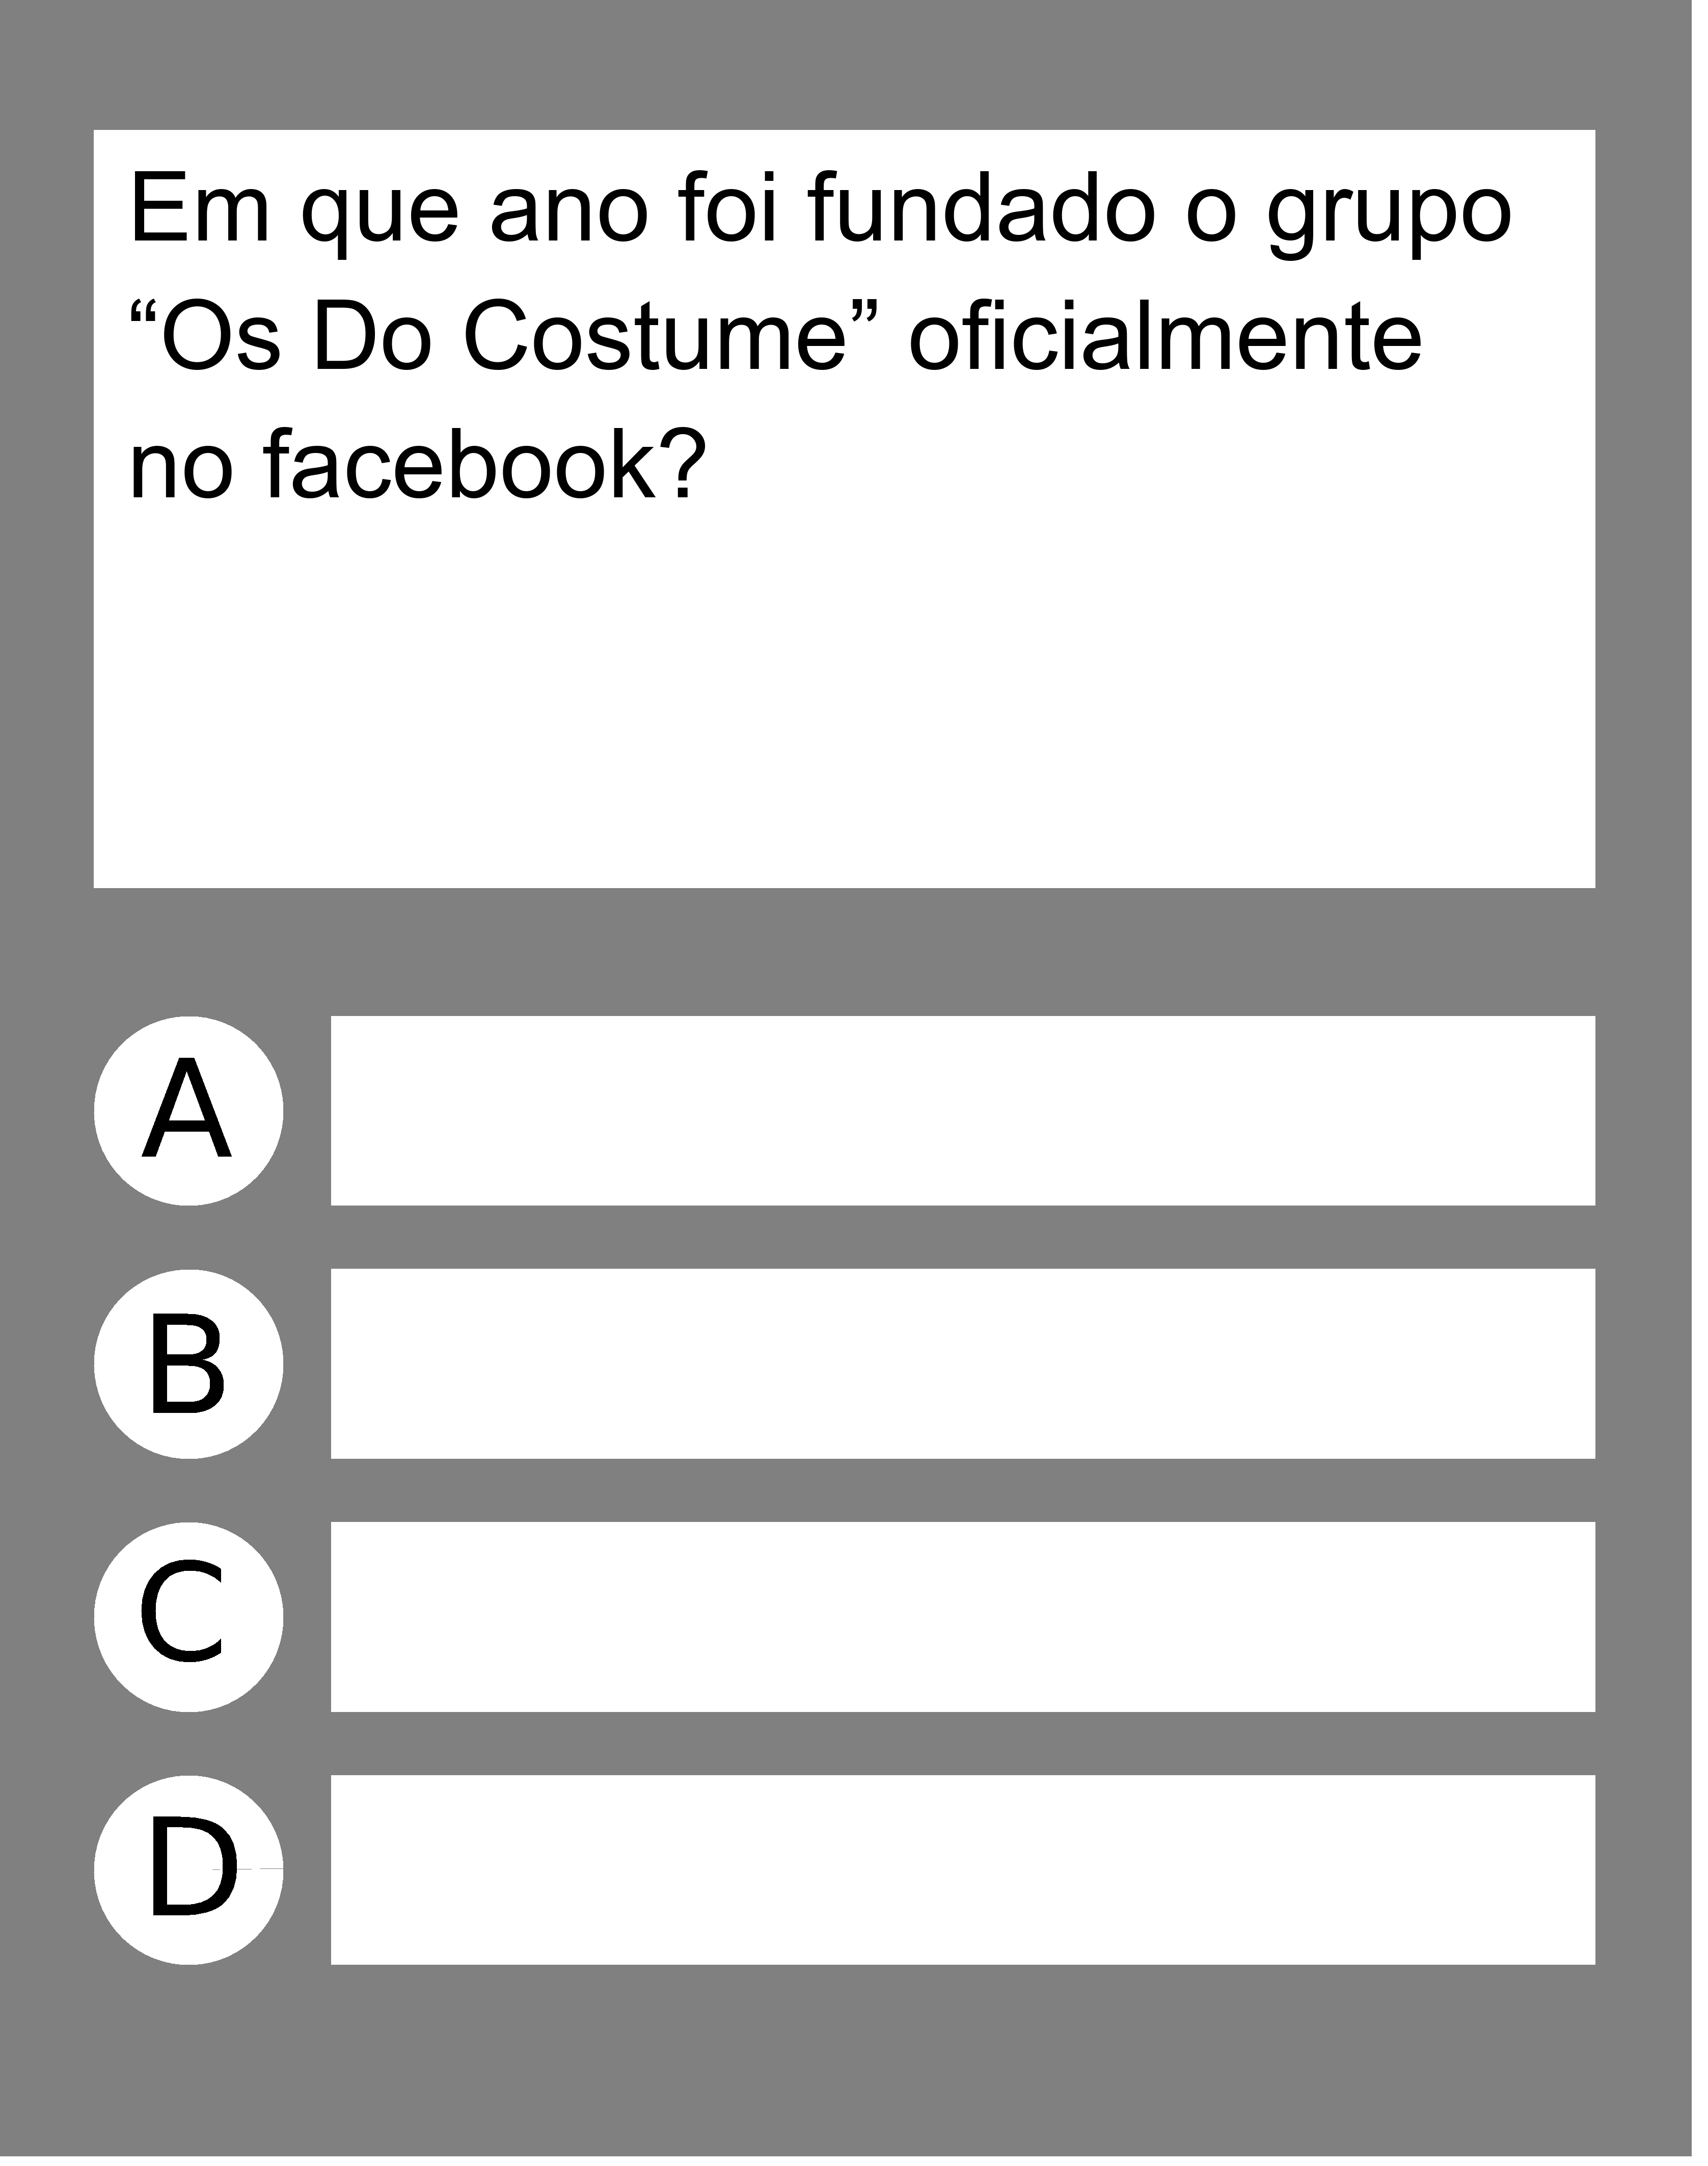 Em que ano foi fundado o grupo
“Os Do Costume” oficialmente
no facebook?
A
B
C
D